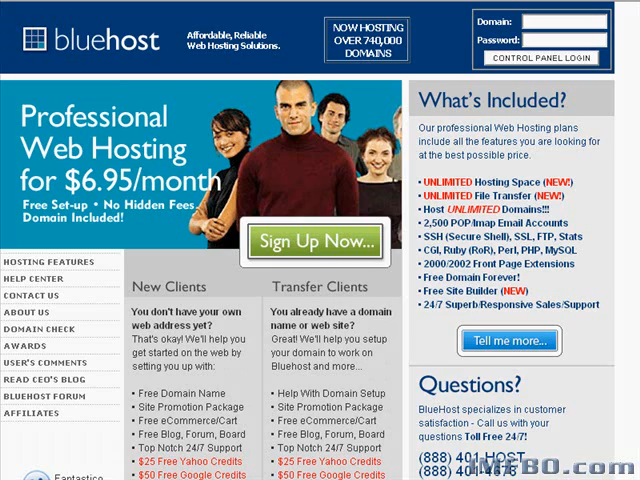 bluehost
Affordable, Reliable
Web Hosting Solutions.
NOW HOSTING
OVER 740,000
DOMAINS
Domain:
Password:
CONTROL PANEL LOGIN
Professional
Web Hosting
for $6.95/month
Free Set-up • No Hidden Fees
Domain Included!
Sign Up Now...
HOSTING FEATURES
HELP CENTER
CONTACT US
ABOUT US
DOMAIN CHECK
AWARDS
USER'S COMMENTS
READ CEO'S BLOG
BLUEHOST FORUM
AFFILIATES
Fantastico
New Clients
You don't have your own
web address yet?
That's okay! We'll help you
get started on the web by
setting you up with:
• Free Domain Name
• Site Promotion Package
• Free eCommerce/Cart
• Free Blog, Forum, Board
• Top Notch 24/7 Support
• $25 Free Yahoo Credits
• $50 Free Google Credits
Transfer Clients
You already have a domain
name or web site?
Great! We'll help you setup
your domain to work on
Bluehost and more...
• Help With Domain Setup
• Site Promotion Package
• Free eCommerce/Cart
• Free Blog, Forum, Board
• Top Notch 24/7 Support
• $25 Free Yahoo Credits
• $50 Free Google Credits
What's Included?
Our professional Web Hosting plans
include all the features you are looking for
at the best possible price.
• UNLIMITED Hosting Space (NEW!)
• UNLIMITED File Transfer (NEW!)
• Host UNLIMITED Domains!!!
• 2,500 POP/Imap Email Accounts
• SSH (Secure Shell), SSL, FTP, Stats
• CGI, Ruby (RoR), Perl, PHP, MySQL
• 2000/2002 Front Page Extensions
• Free Domain Forever!
• Free Site Builder (NEW)
• 24/7 Superb/Responsive Sales/Support
Tell me more...
Questions?
BlueHost specializes in customer
satisfaction - Call us with your
questions Toll Free 24/7!
(888) 401-HOST
(888) 401-4678